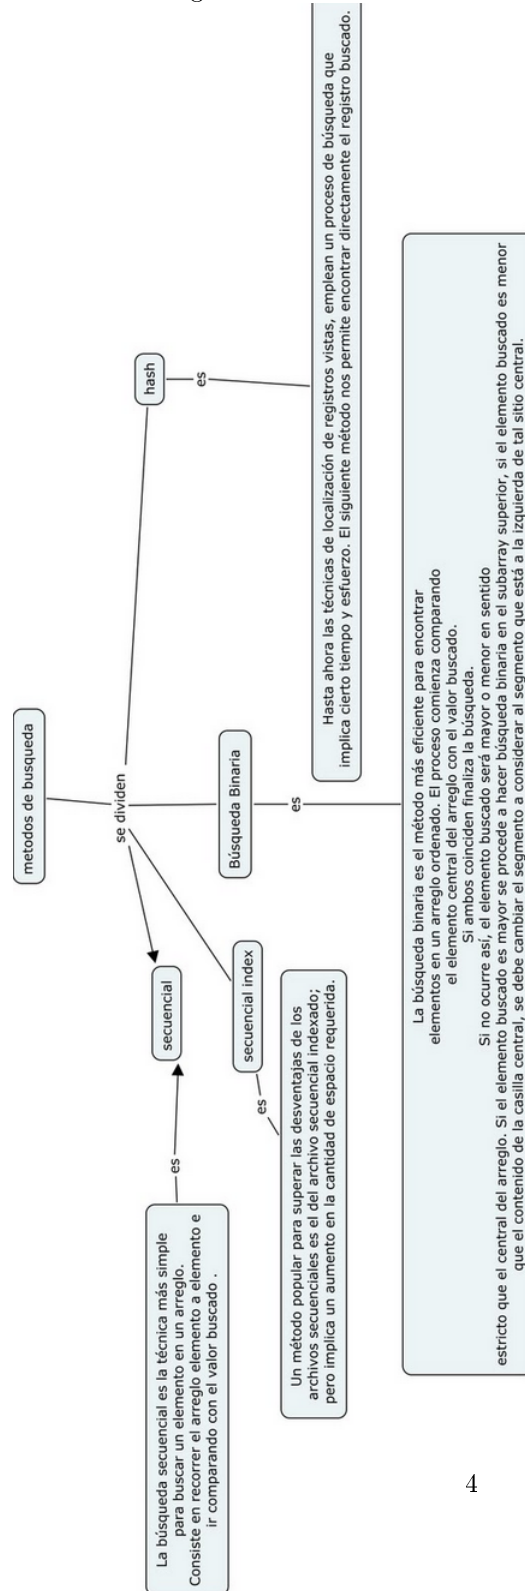 metodos de busqueda
se dividen
secuencial
es
La búsqueda secuencial es la técnica más simple
para buscar un elemento en un arreglo.
Consiste en recorrer el arreglo elemento a elemento e
ir comparando con el valor buscado .
secuencial index
es
Un método popular para superar las desventajas de los
archivos secuenciales es el del archivo secuencial indexado;
pero implica un aumento en la cantidad de espacio requerida.
Búsqueda Binaria
es
La búsqueda binaria es el método más eficiente para encontrar
elementos en un arreglo ordenado. El proceso comienza comparando
el elemento central del arreglo con el valor buscado.
Si ambos coinciden finaliza la búsqueda.
Si no ocurre así, el elemento buscado será mayor o menor en sentido
estricto que el central del arreglo. Si el elemento buscado es mayor se procede a hacer búsqueda binaria en el subarray superior, si el elemento buscado es menor
que el contenido de la casilla central, se debe cambiar el segmento a considerar al segmento que está a la izquierda de tal sitio central.
hash
es
Hasta ahora las técnicas de localización de registros vistas, emplean un proceso de búsqueda que
implica cierto tiempo y esfuerzo. El siguiente método nos permite encontrar directamente el registro buscado.
4